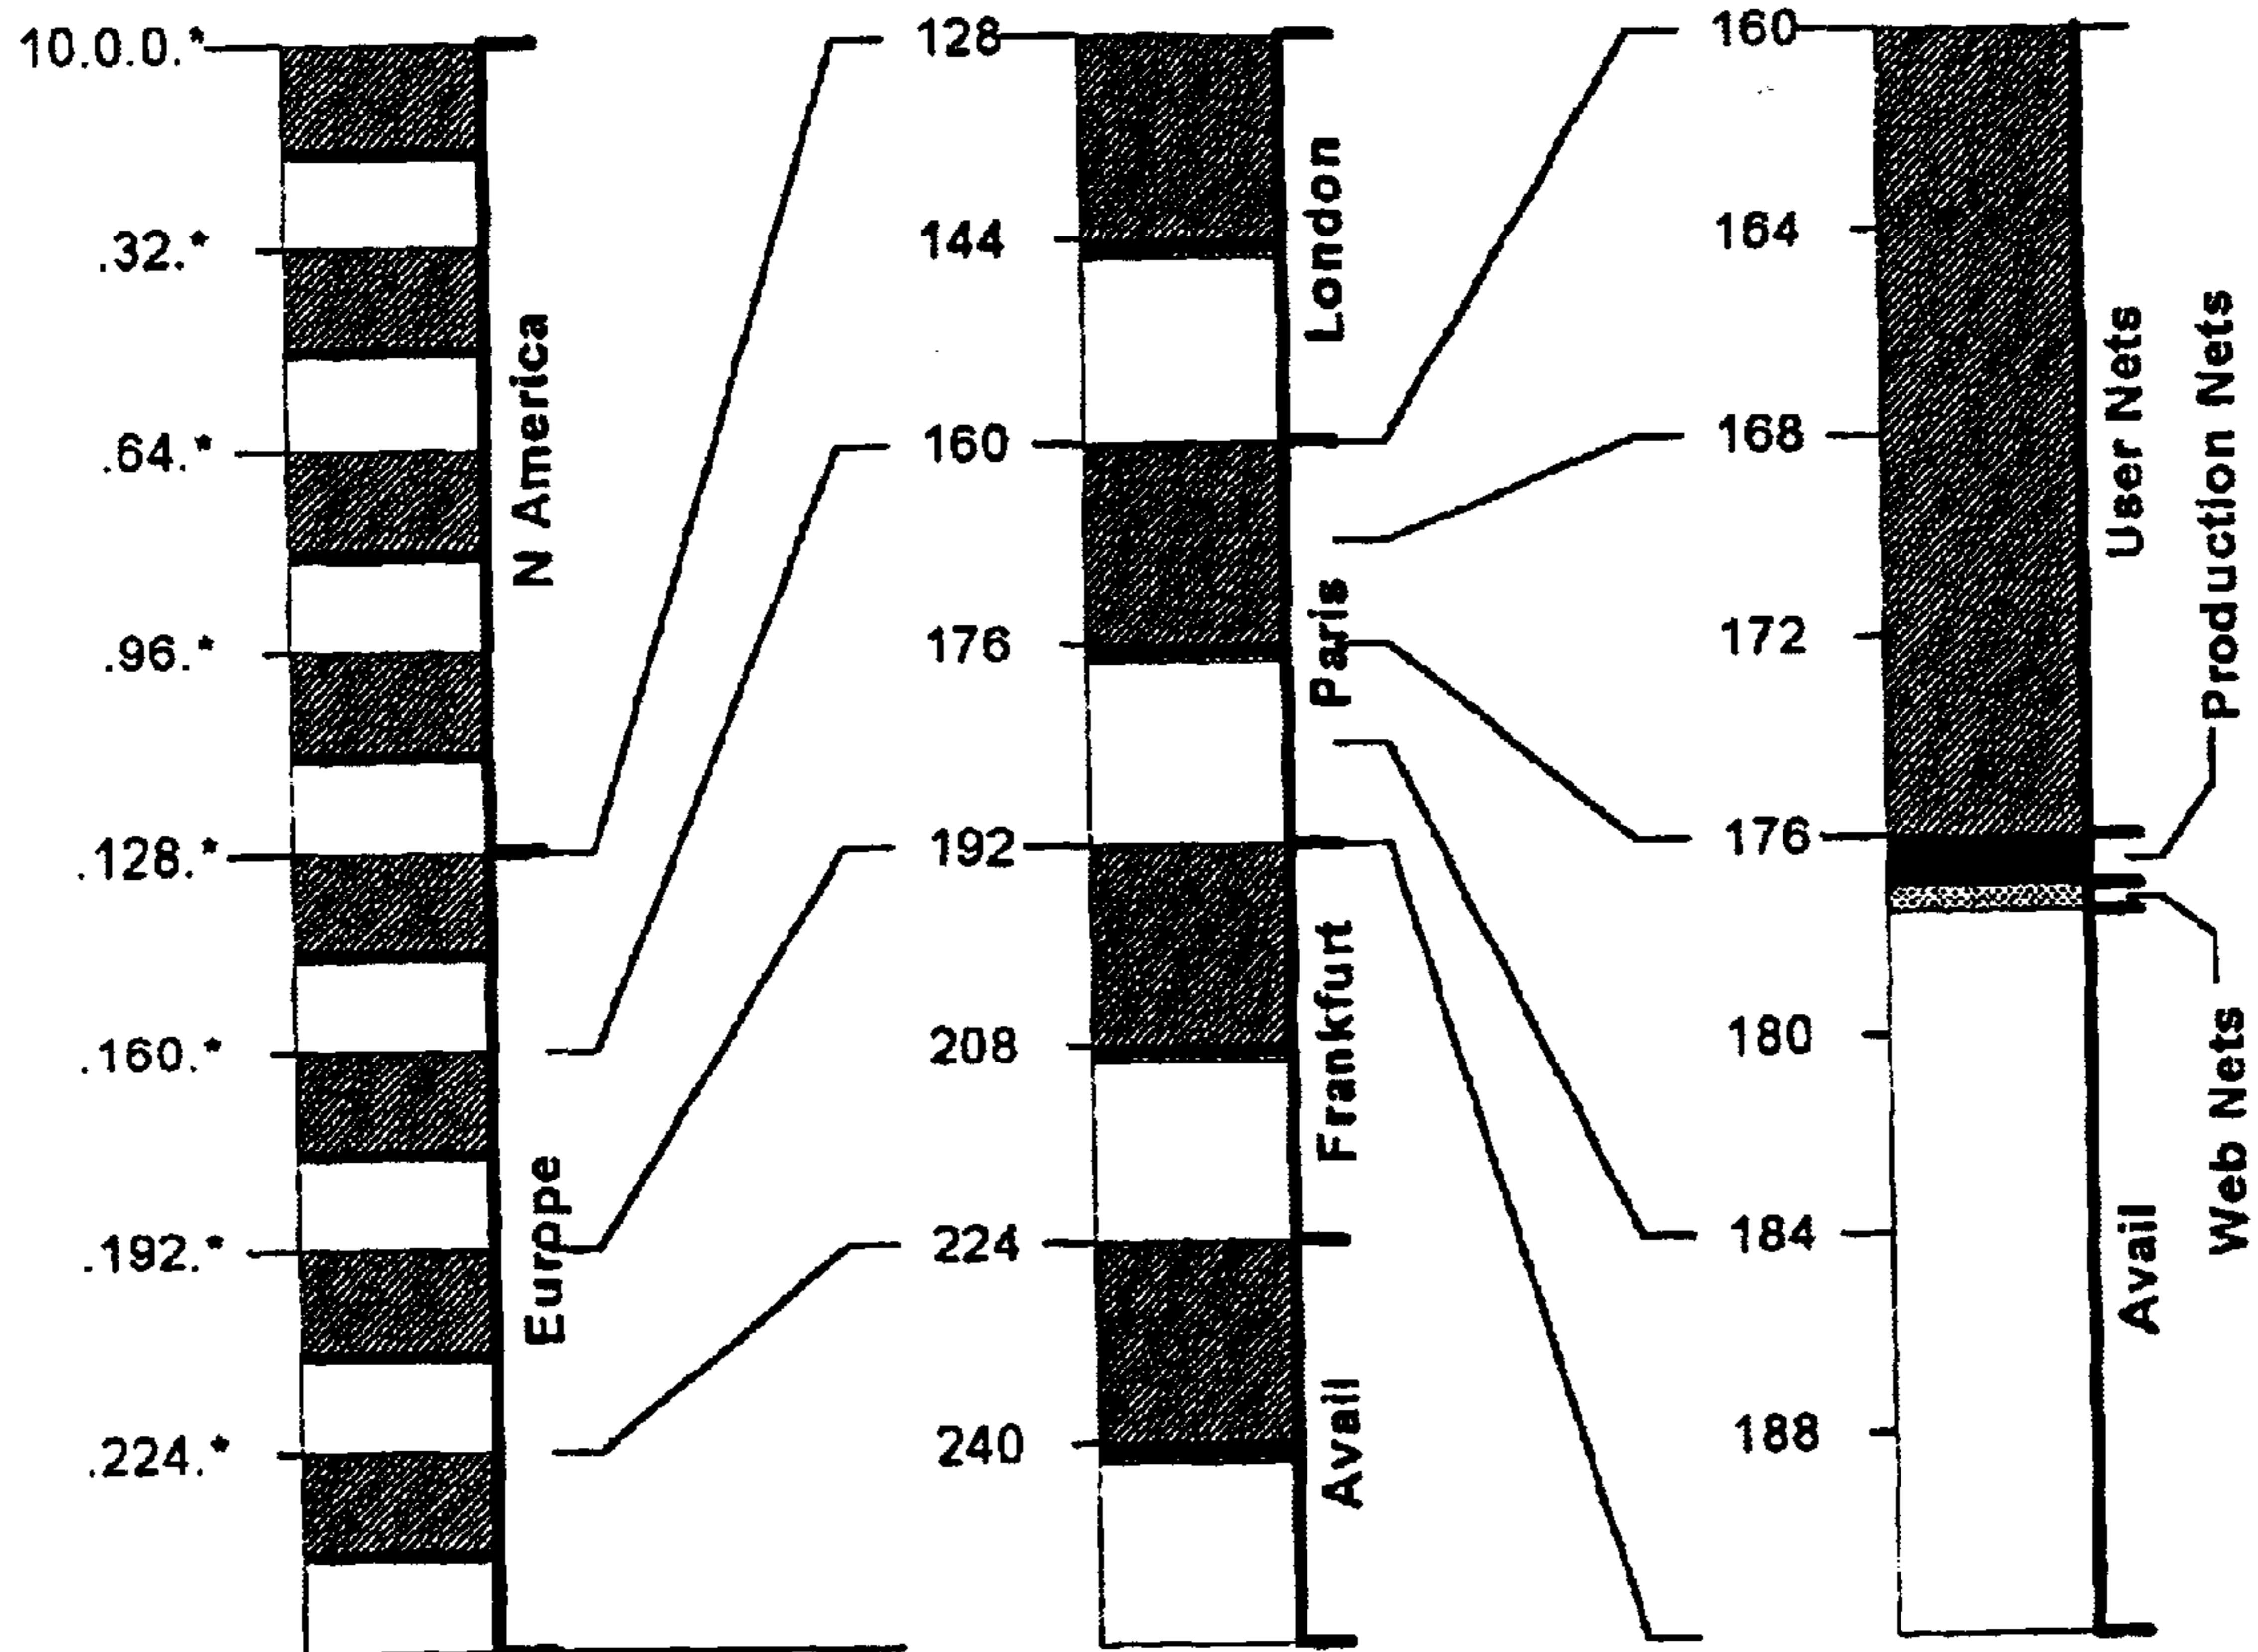 10.0.0.*
.32.*
.64.*
.96.*
.128.*
.160.*
.192.*
.224.*
N America
Europe
128
144
160
176
192
208
224
240
London
Paris
Frankfurt
Avail
160
164
168
172
176
180
184
188
User Nets
Production Nets
Web Nets
Avail